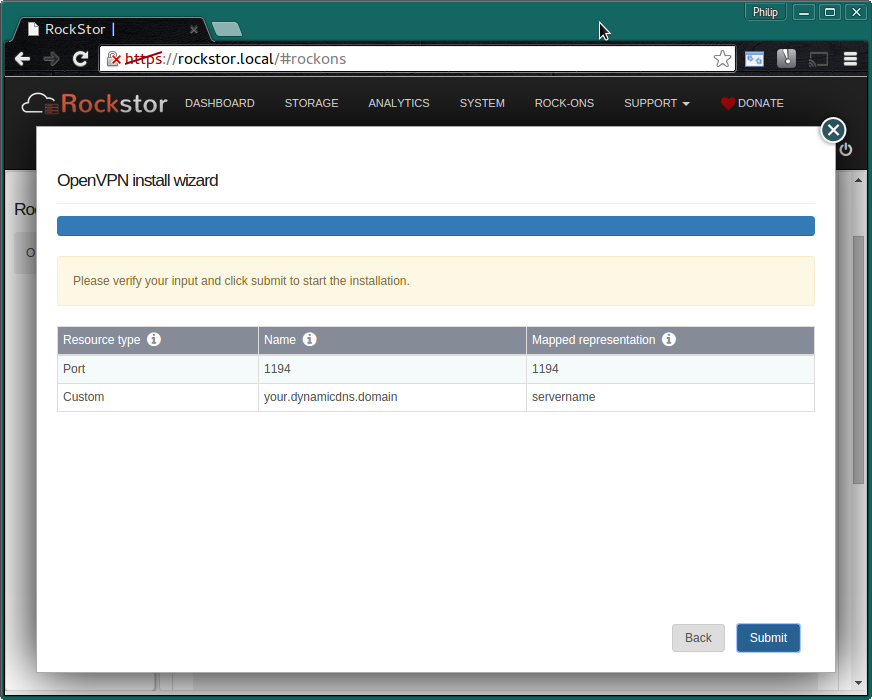 Philip
RockStor |
https://rockstor.local/#rockons
Rockstor DASHBOARD STORAGE ANALYTICS SYSTEM ROCK-ONS SUPPORT DONATE
OpenVPN install wizard
Please verify your input and click submit to start the installation.
Resource type Name Mapped representation
Port 1194 1194
Custom your.dynamicdns.domain servername
Back Submit